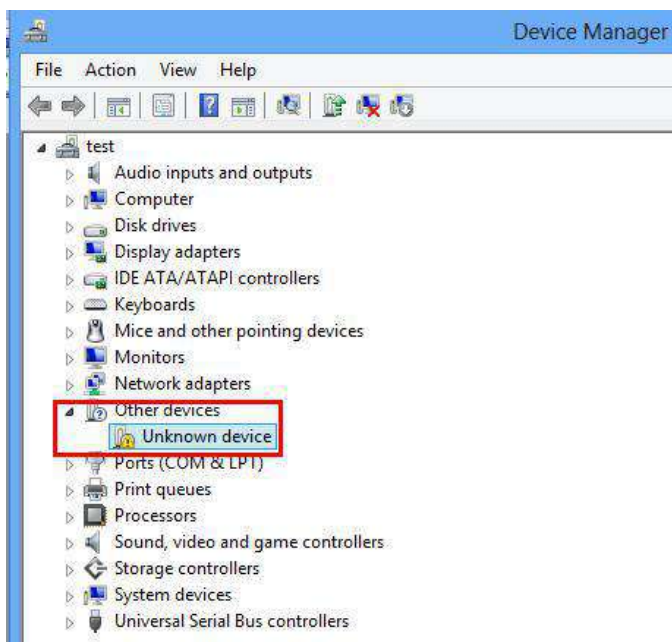 Device Manager
File Action View Help
test
Audio inputs and outputs
Computer
Disk drives
Display adapters
IDE ATA/ATAPI controllers
Keyboards
Mice and other pointing devices
Monitors
Network adapters
Other devices
Unknown device
Ports (COM & LPT)
Print queues
Processors
Sound, video and game controllers
Storage controllers
System devices
Universal Serial Bus controllers